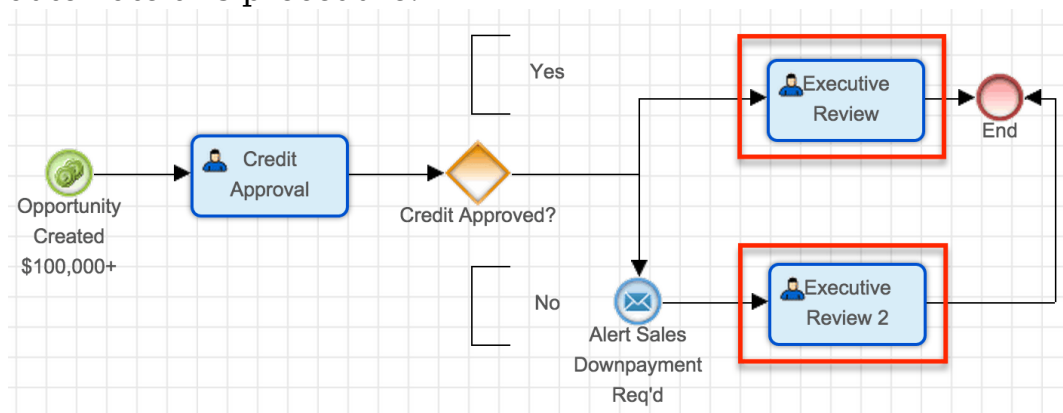 Yes
Executive
Review
End
Credit
Approval
Opportunity
Created
$100,000+
Credit Approved?
No
Alert Sales
Downpayment
Req'd
Executive
Review 2